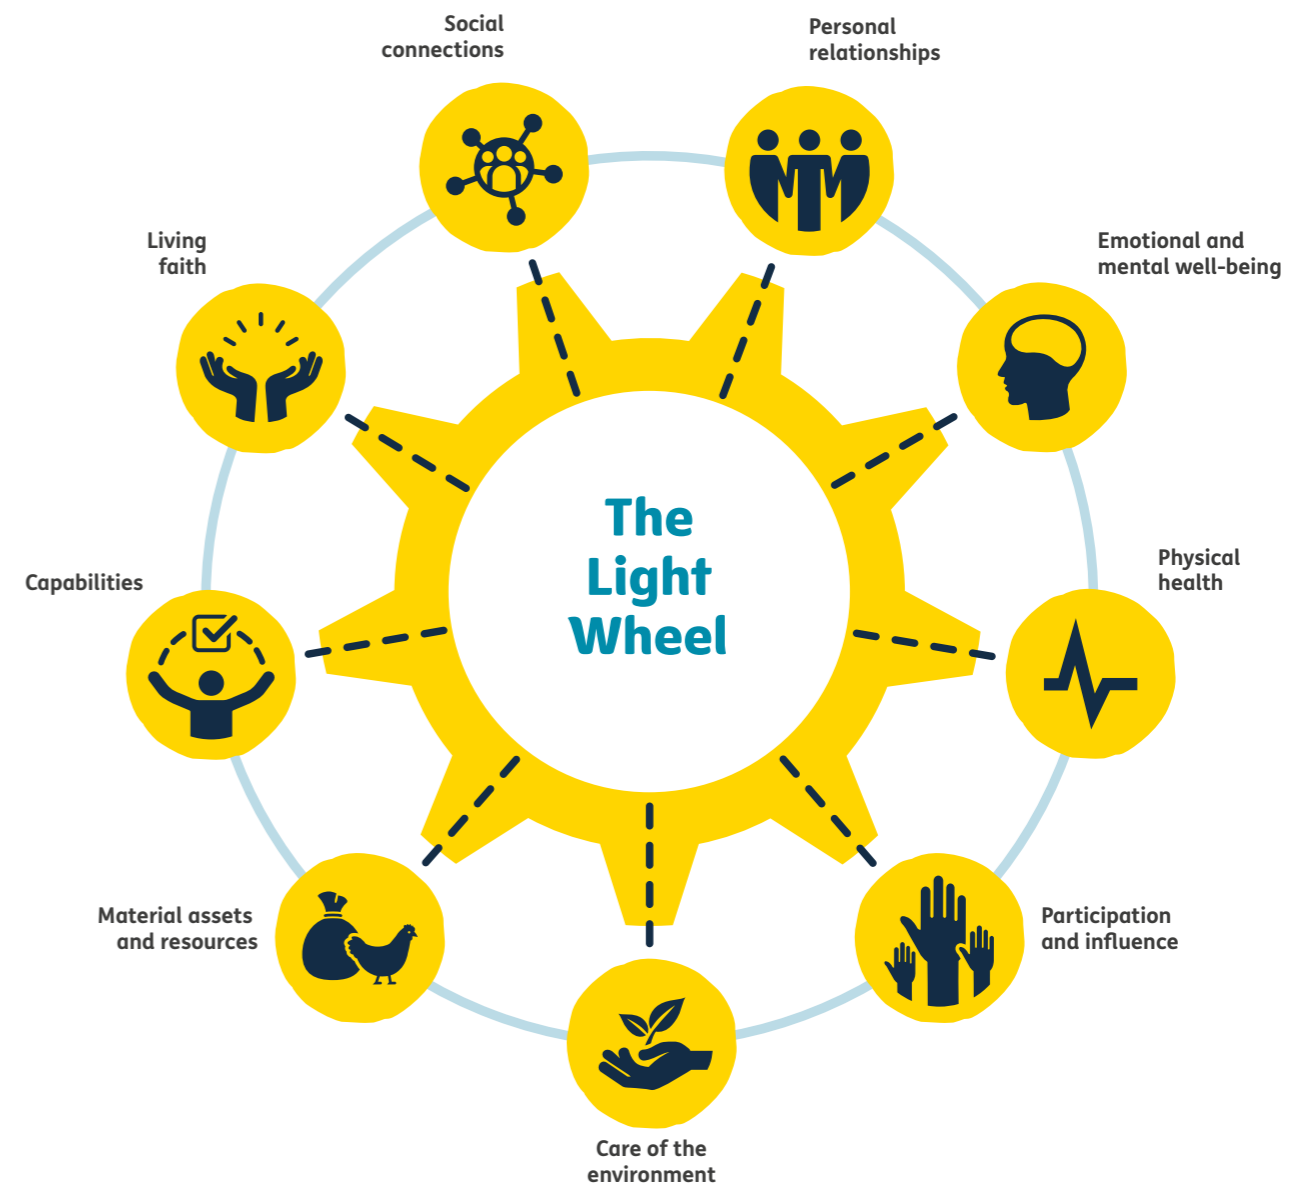 Social
connections
Personal
relationships
Living
faith
Emotional and
mental well-being
The
Light
Wheel
Capabilities
Physical
health
Material assets
and resources
Participation
and influence
Care of the
environment